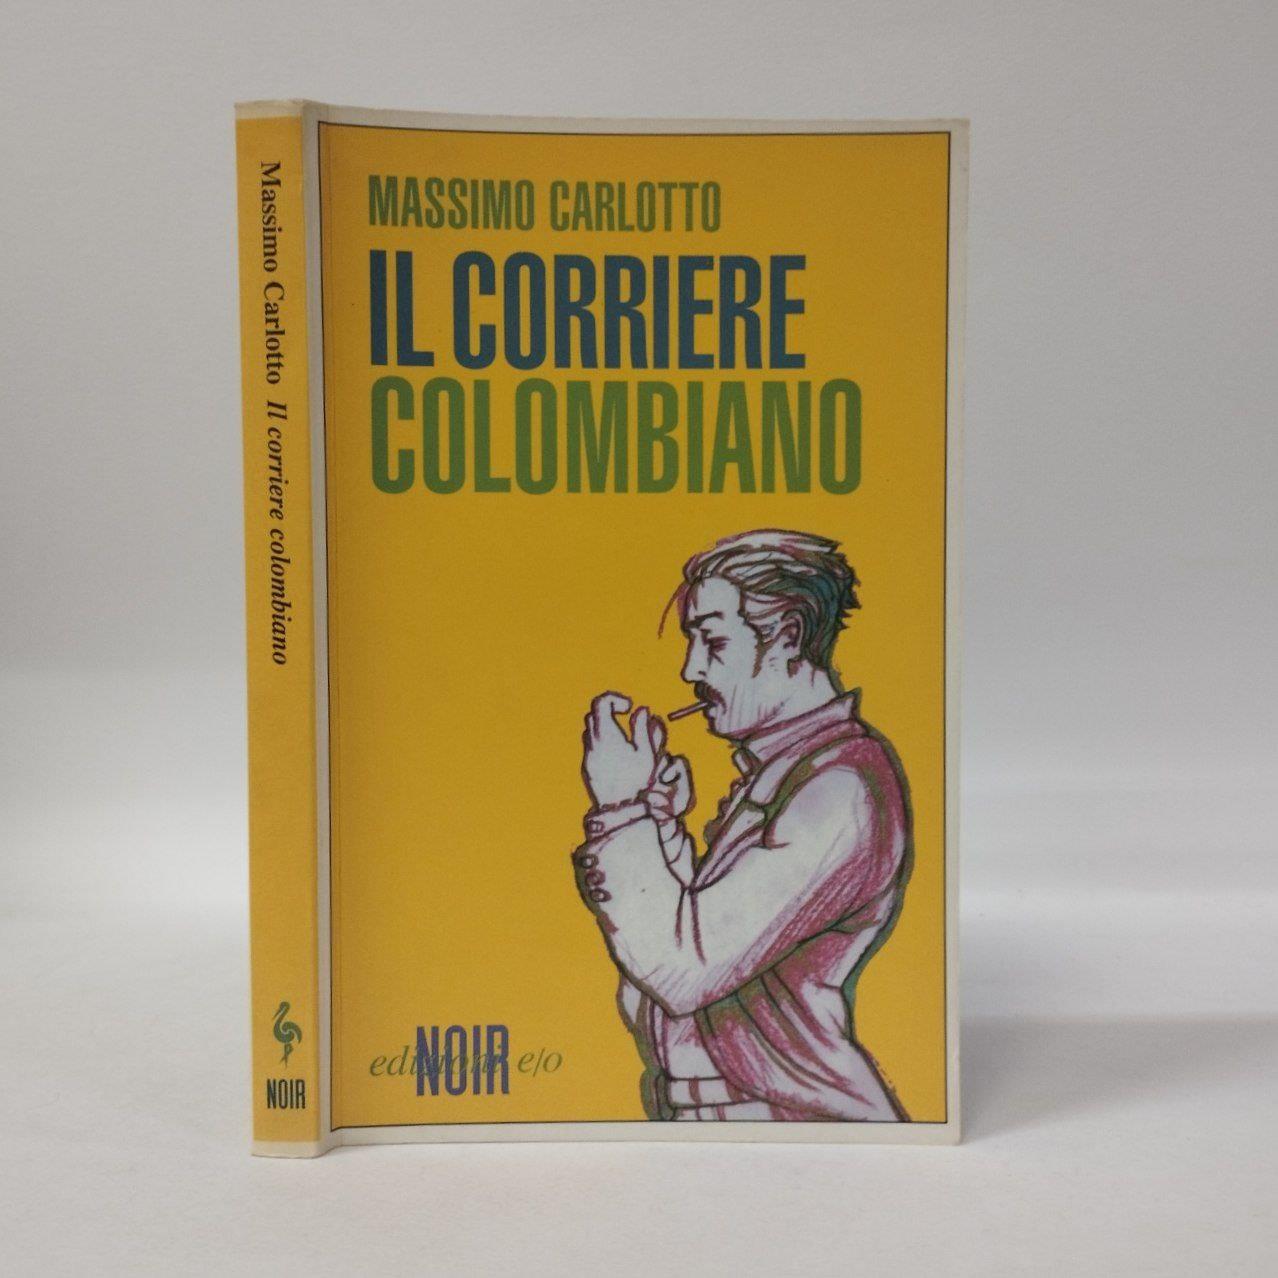 Massimo Carlotto Il corriere colombiano
NOIR
MASSIMO CARLOTTO
IL CORRIERE
COLOMBIANO
edizioni e/o
NOIR